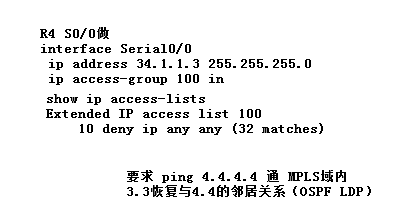 R4 S0/0做
interface Serial0/0
ip address 34.1.1.3 255.255.255.0
ip access-group 100 in
show ip access-lists
Extended IP access list 100
10 deny ip any any (32 matches)
要求 ping 4.4.4.4 通 MPLS域内
3.3恢复与4.4的邻居关系（OSPF LDP）